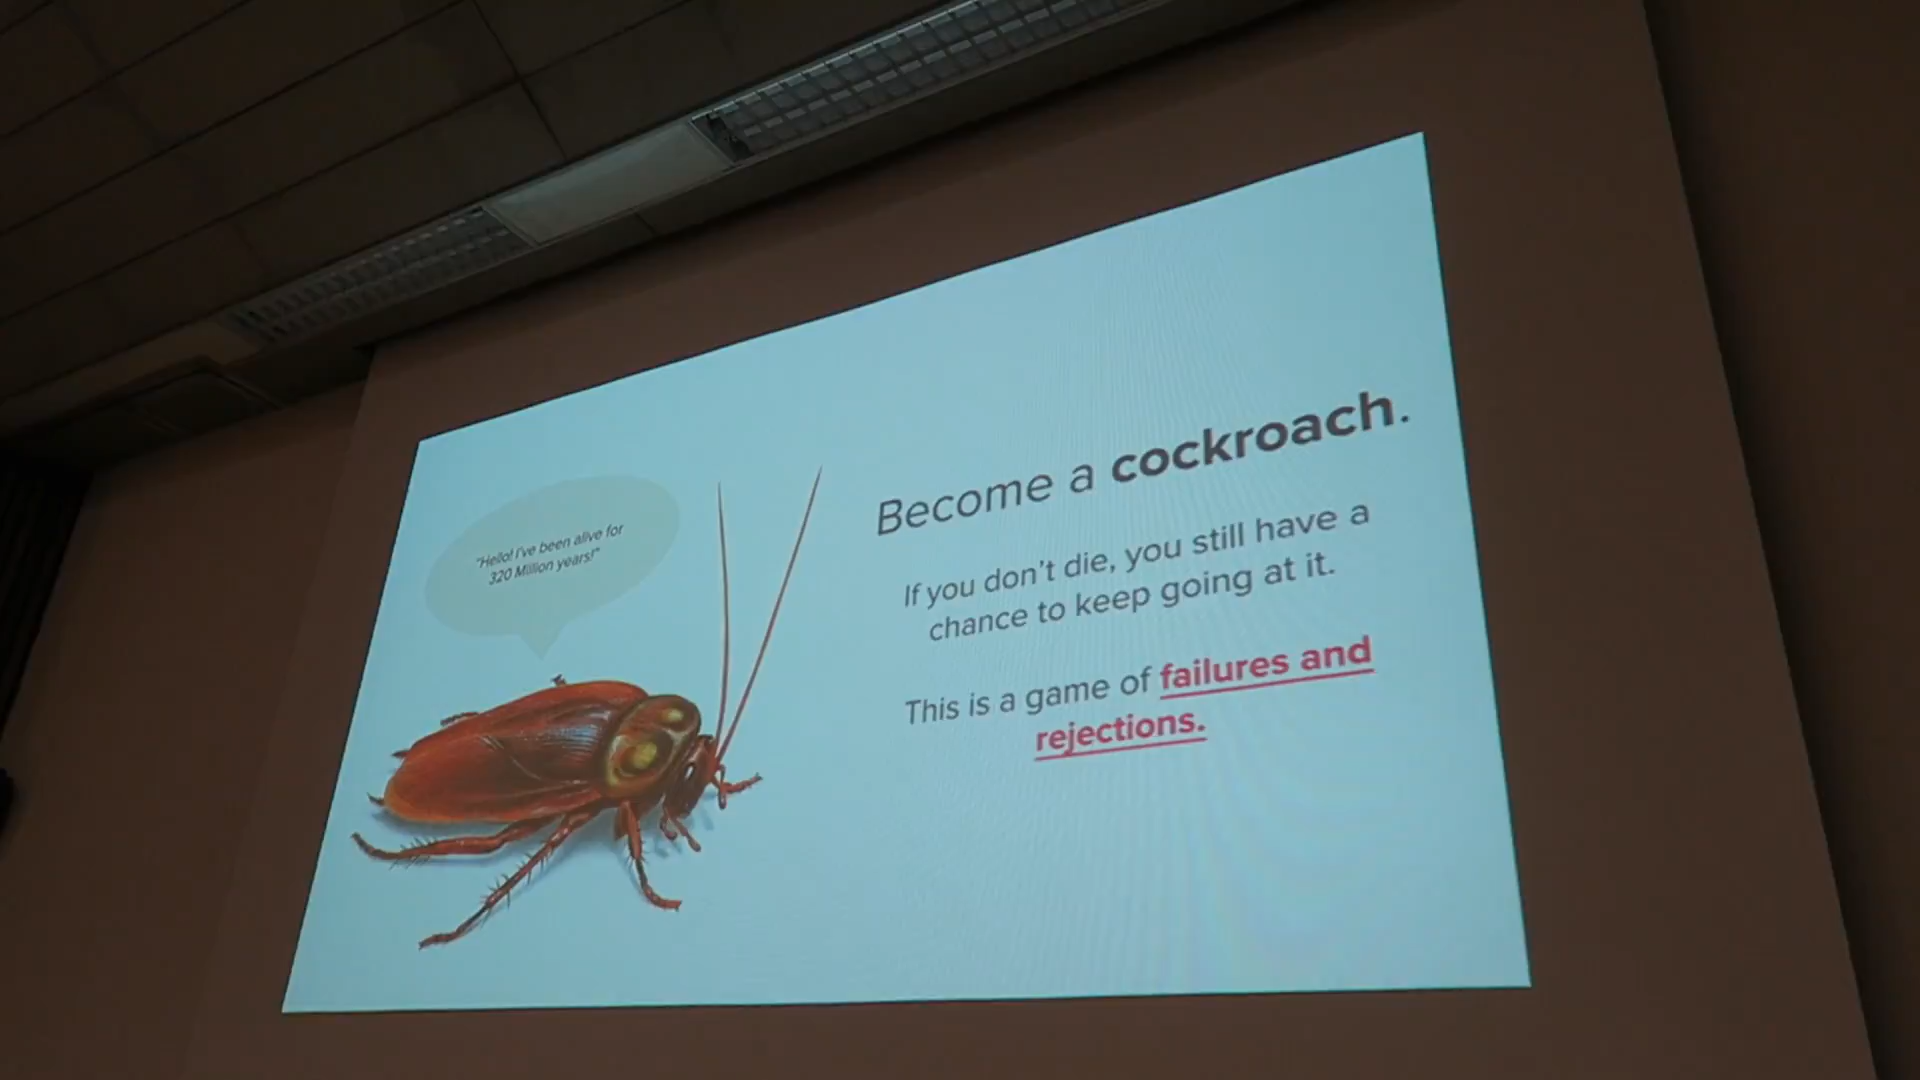 "Hello! I've been alive for
320 Million years!"
Become a cockroach.
If you don't die, you still have a
chance to keep going at it.
This is a game of failures and
rejections.